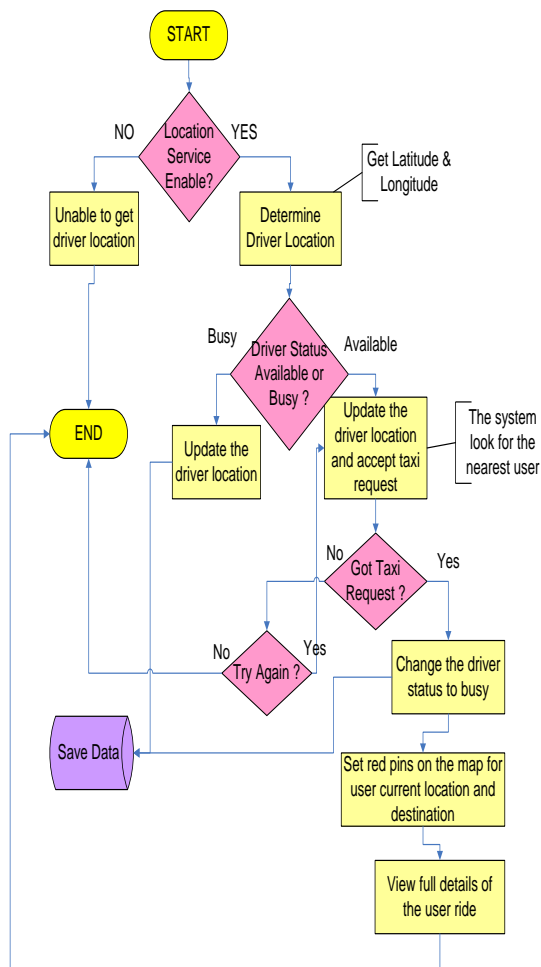 START
NO
Location
Service
Enable?
YES
Get Latitude &
Longitude
Unable to get
driver location
Determine
Driver Location
Busy
Driver Status
Available or
Busy ?
Available
END
Update the
driver location
Update the
driver location
and accept taxi
request
The system
look for the
nearest user
No
Got Taxi
Request ?
Yes
No
Try Again ?
Yes
Change the driver
status to busy
Save Data
Set red pins on the map for
user current location and
destination
View full details of
the user ride